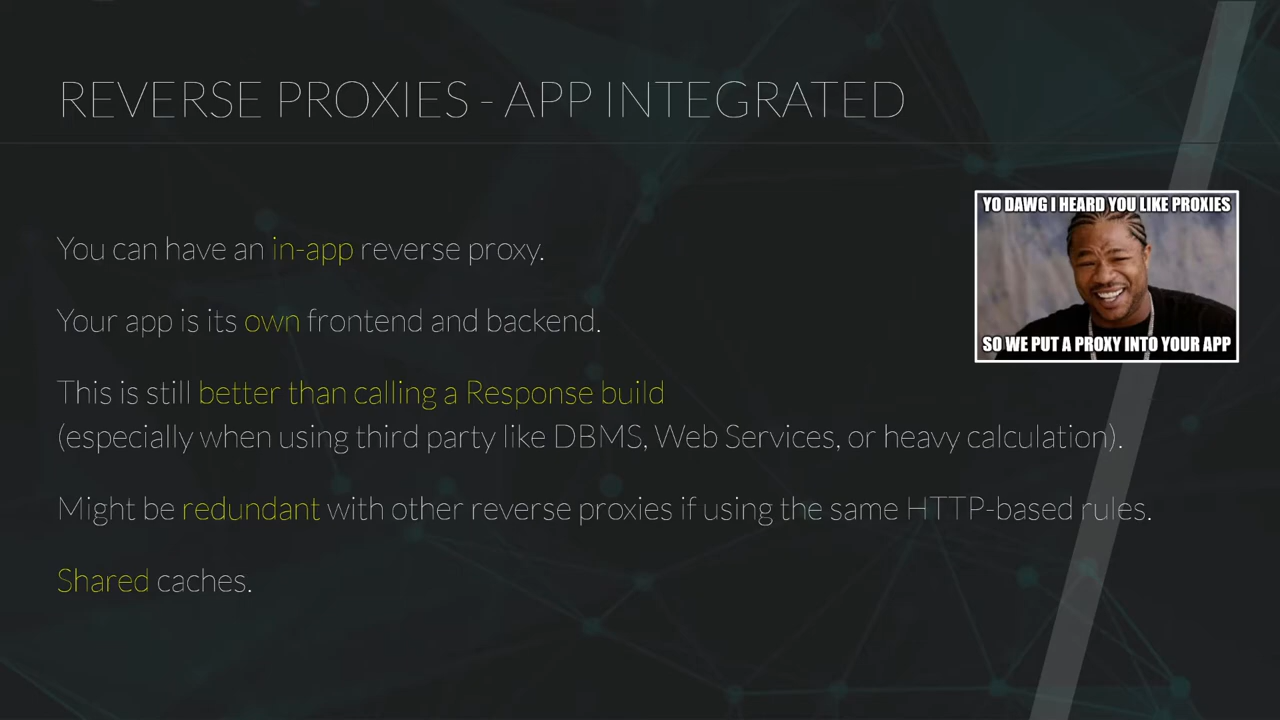 REVERSE PROXIES - APP INTEGRATED
YO DAWG I HEARD YOU LIKE PROXIES
SO WE PUT A PROXY INTO YOUR APP
You can have an in-app reverse proxy.
Your app is its own frontend and backend.
This is still better than calling a Response build
(especially when using third party like DBMS, Web Services, or heavy calculation).
Might be redundant with other reverse proxies if using the same HTTP-based rules.
Shared caches.